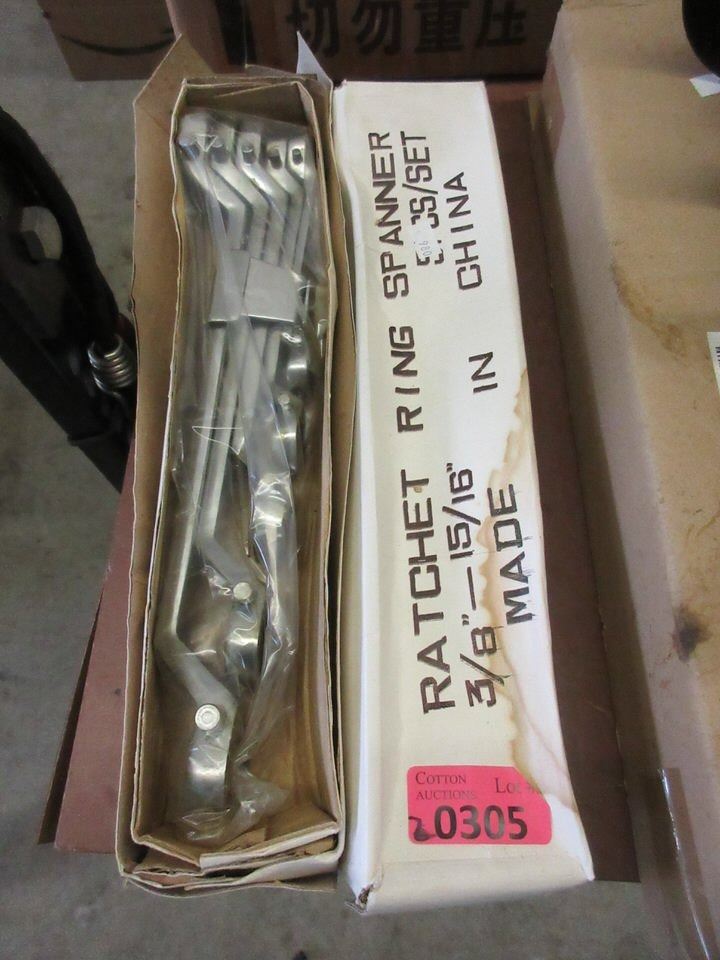 切勿重压
RATCHET RING SPANNER
3/8"—15/16"
MADE IN CHINA
COTTON
AUCTIONS
0305